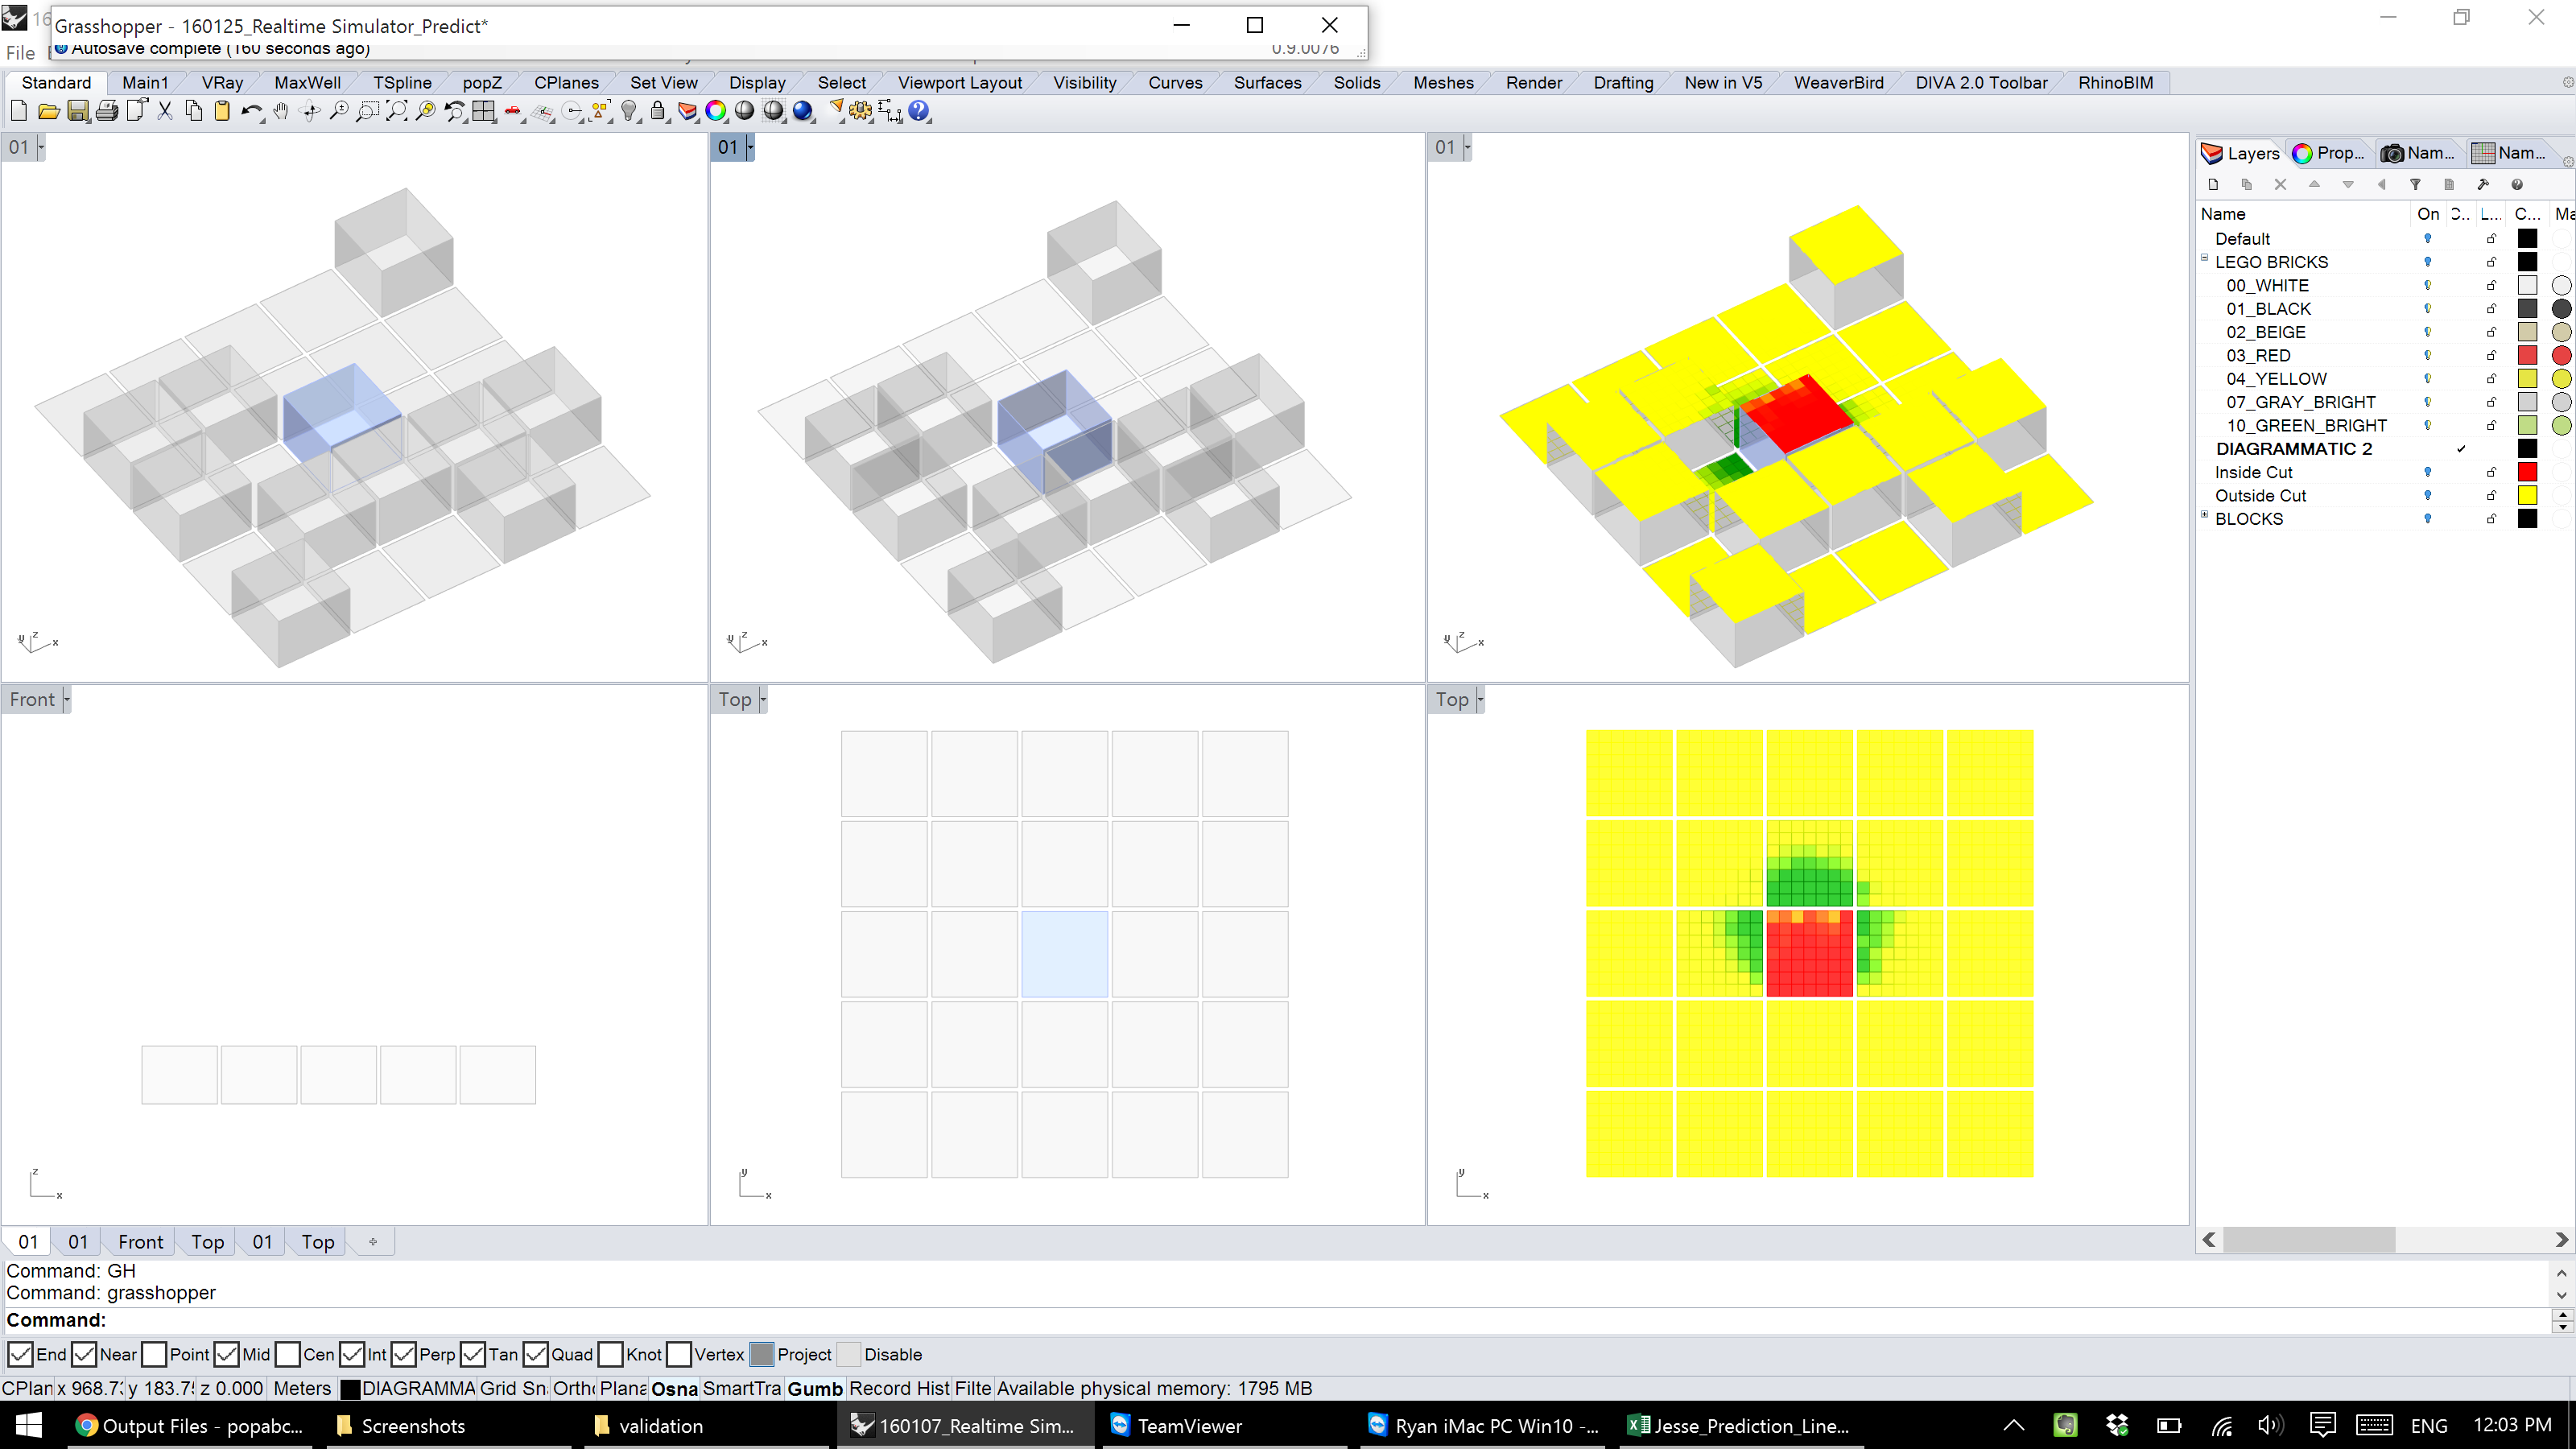 Grasshopper - 160125_Realtime Simulator_Predict*
Autosave complete (160 seconds ago) 0.9.0076
File
Standard Main1 VRay MaxWell TSpline popZ CPlanes Set View Display Select Viewport Layout Visibility Curves Surfaces Solids Meshes Render Drafting New in V5 WeaverBird DIVA 2.0 Toolbar RhinoBIM
01 01 01
Layers Prop... Nam... Nam...
Name On L... C... Ma
Default
LEGO BRICKS
00_WHITE
01_BLACK
02_BEIGE
03_RED
04_YELLOW
07_GRAY_BRIGHT
10_GREEN_BRIGHT
DIAGRAMMATIC 2
Inside Cut
Outside Cut
BLOCKS
y z x y z x y z x
Front Top Top
z x y x y x
01 01 Front Top 01 Top
Command: GH
Command: grasshopper
Command:
End Near Point Mid Cen Int Perp Tan Quad Knot Vertex Project Disable
CPlan x 968.7 y 183.7 z 0.000 Meters DIAGRAMMA Grid Sn Orth Plana Osna SmartTra Gumb Record Hist Filte Available physical memory: 1795 MB
Output Files - popabc... Screenshots validation 160107_Realtime Sim... TeamViewer Ryan iMac PC Win10 -... Jesse_Prediction_Line... ENG 12:03 PM